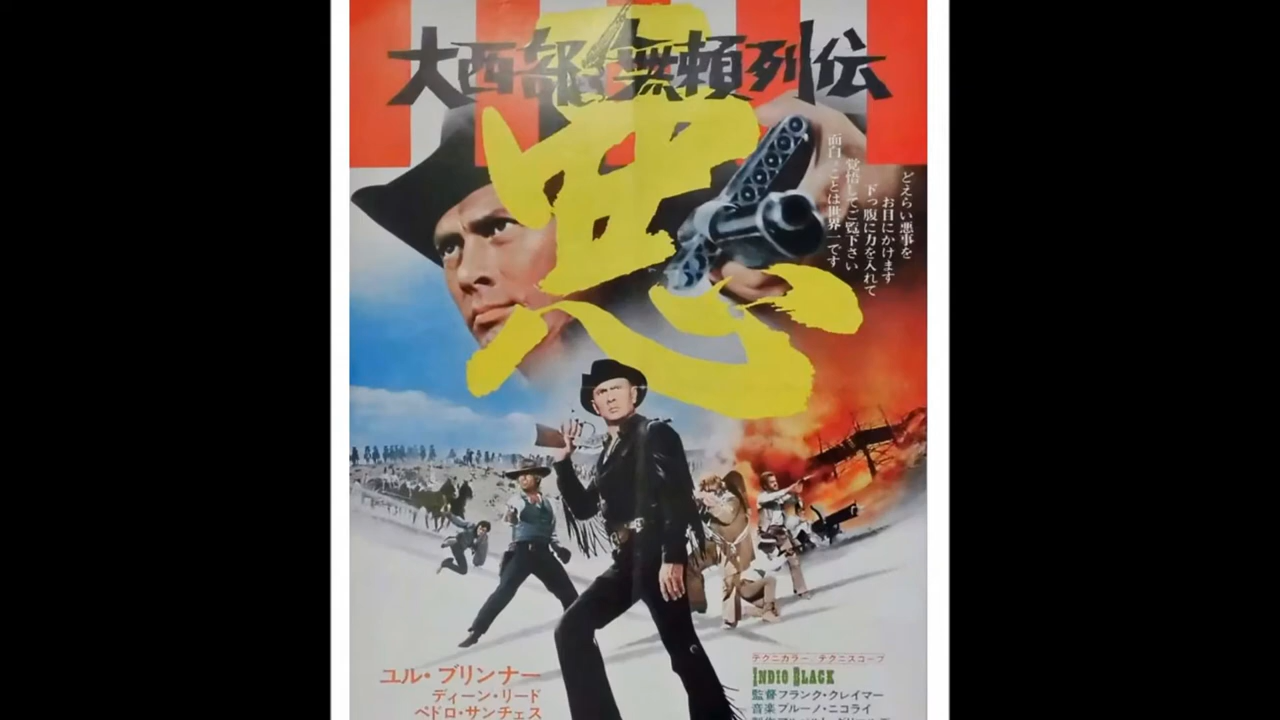 大西部無頼列伝
悪
どえらい悪事を
お目にかけます
下っ腹に力を入れて
覚悟してご覧下さい
面白いことは世界一です
ユル・ブリンナー
ディーン・リード
ペドロ・サンチェス
テクニカラー テクニスコープ
INDIO BLACK
監督フランク・クレイマー
音楽ブルーノ・ニコライ